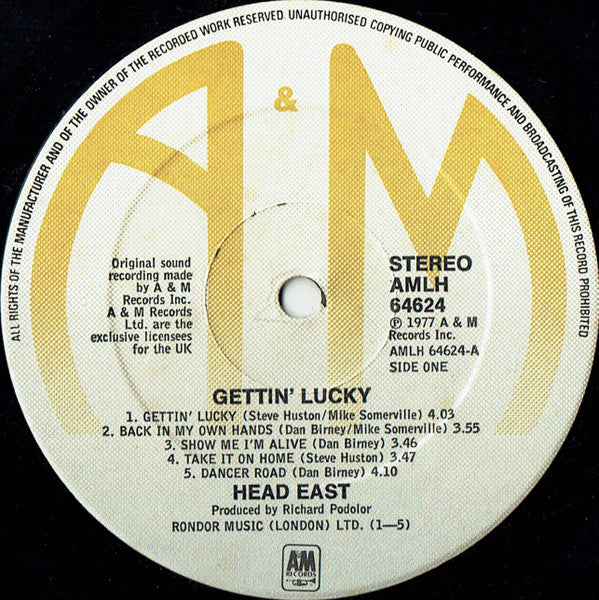 ALL RIGHTS OF THE MANUFACTURER AND OF THE OWNER OF THE RECORDED WORK RESERVED. UNAUTHORISED COPYING PUBLIC PERFORMANCE AND BROADCASTING OF THIS RECORD PROHIBITED
A & M
Original sound
recording made
by A & M
Records Inc.
A & M Records
Ltd. are the
exclusive licensees
for the UK
STEREO
AMLH
64624
Ⓟ 1977 A & M
Records Inc.
AMLH 64624-A
SIDE ONE
GETTIN' LUCKY
1. GETTIN' LUCKY (Steve Huston/Mike Somerville) 4.03
2. BACK IN MY OWN HANDS (Dan Birney/Mike Somerville) 3.55
3. SHOW ME I'M ALIVE (Dan Birney) 3.46
4. TAKE IT ON HOME (Steve Huston) 3.47
5. DANCER ROAD (Dan Birney) 4.10
HEAD EAST
Produced by Richard Podolor
RONDOR MUSIC (LONDON) LTD. (1—5)
AM
RECORDS